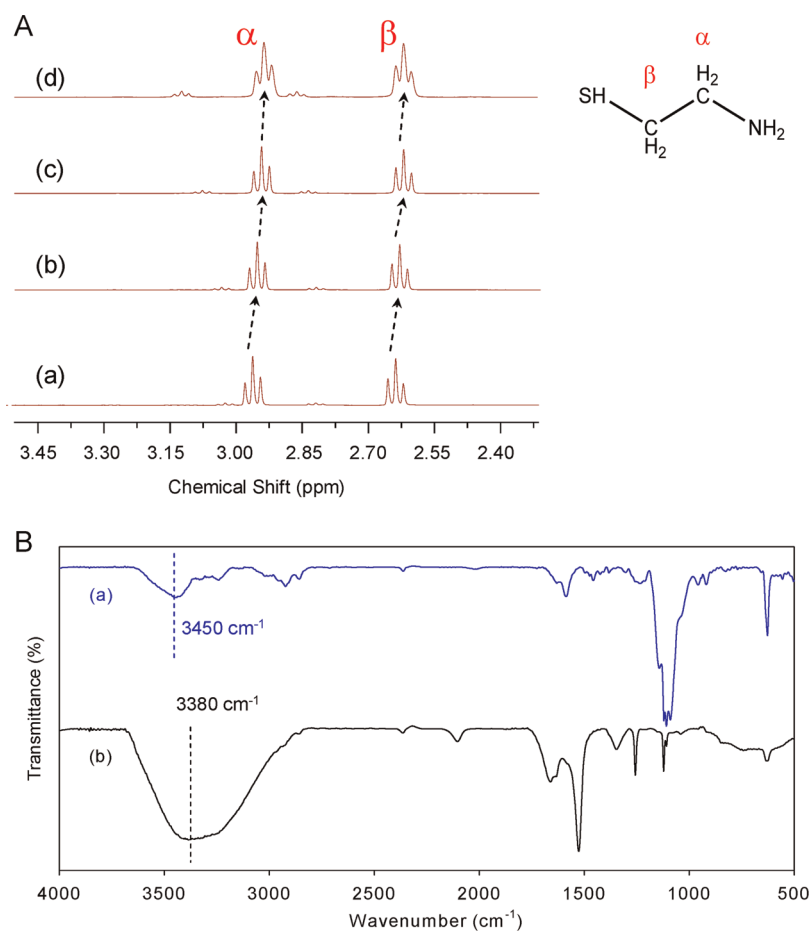 A
α
β
(d)
(c)
(b)
(a)
3.45 3.30 3.15 3.00 2.85 2.70 2.55 2.40
Chemical Shift (ppm)
α
β
H₂
C
SH
C
H₂
NH₂
B
(a)
3450 cm⁻¹
3380 cm⁻¹
(b)
Transmittance (%)
4000 3500 3000 2500 2000 1500 1000 500
Wavenumber (cm⁻¹)